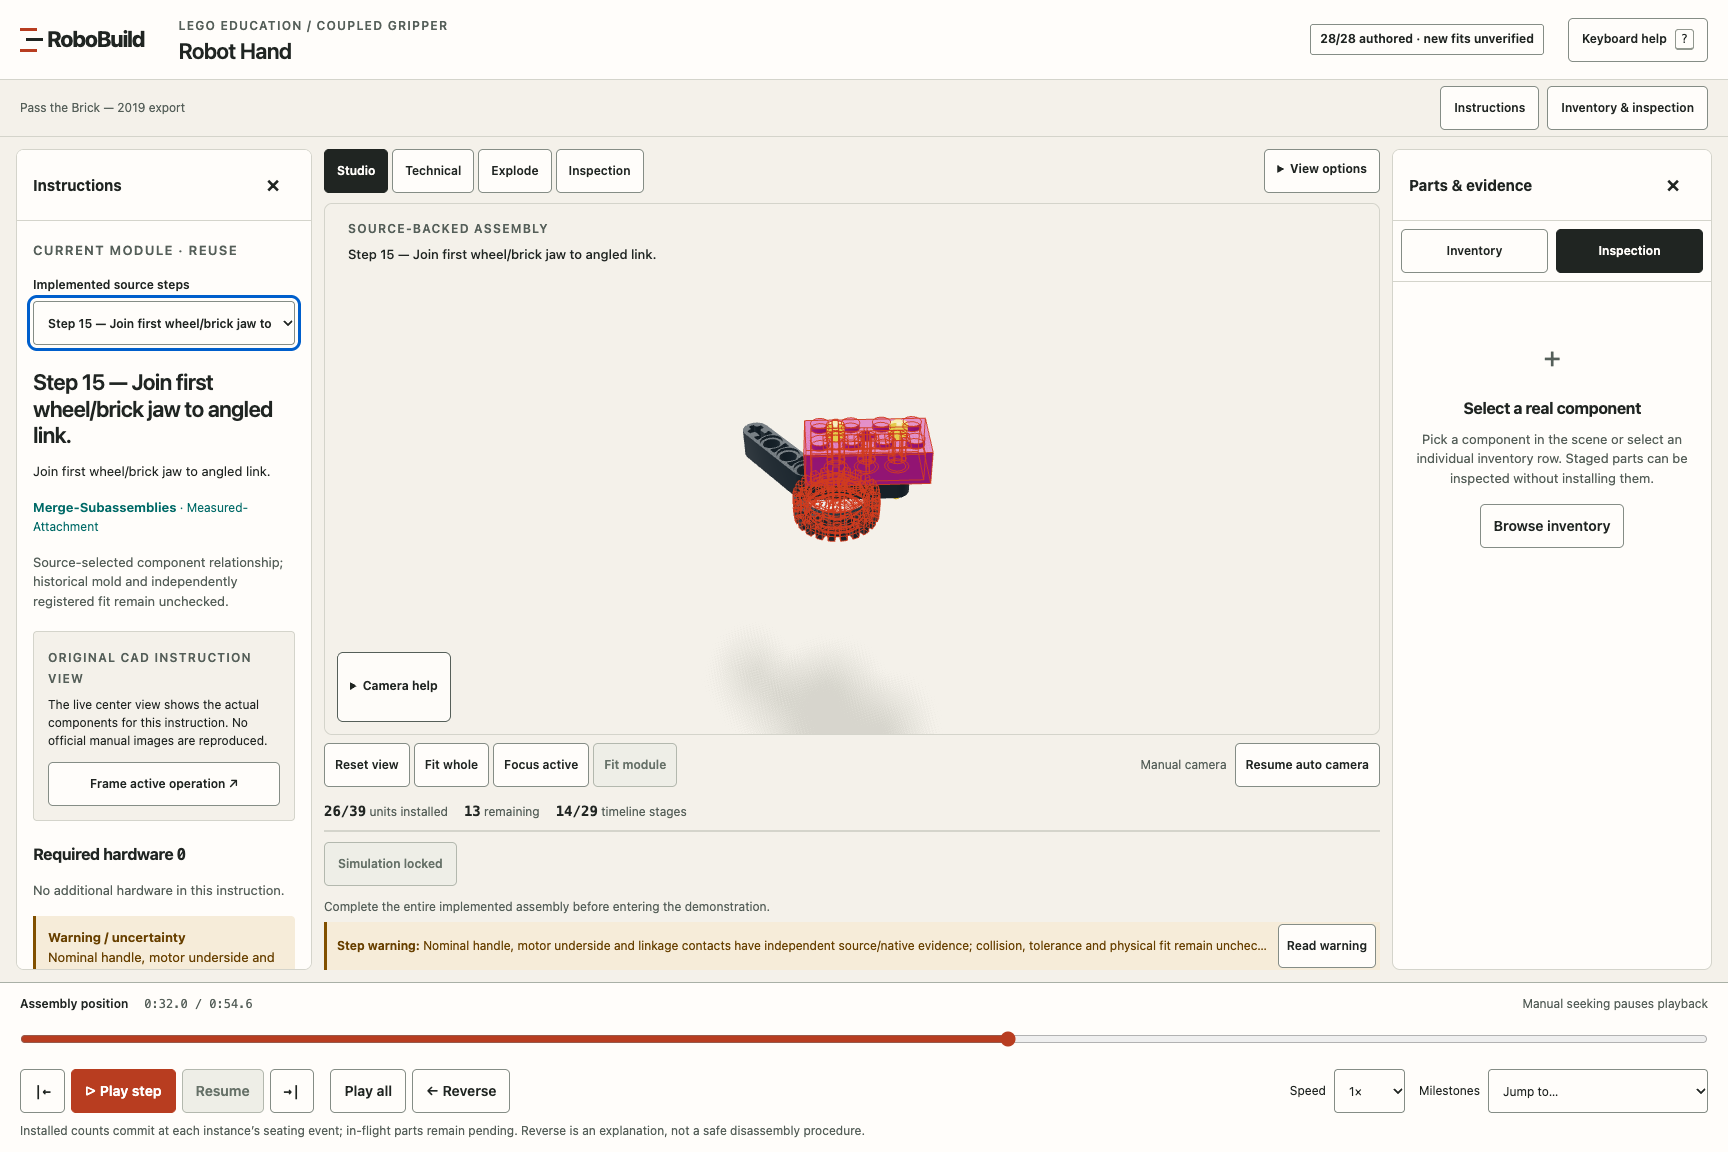 RoboBuild
LEGO EDUCATION / COUPLED GRIPPER
Robot Hand
28/28 authored · new fits unverified
Keyboard help ?
Pass the Brick — 2019 export
Instructions
Inventory & inspection
Instructions
CURRENT MODULE · REUSE
Implemented source steps
Step 15 — Join first wheel/brick jaw to
Step 15 — Join first
wheel/brick jaw to angled
link.
Join first wheel/brick jaw to angled link.
Merge-Subassemblies · Measured-
Attachment
Source-selected component relationship;
historical mold and independently
registered fit remain unchecked.
ORIGINAL CAD INSTRUCTION
VIEW
The live center view shows the actual
components for this instruction. No
official manual images are reproduced.
Frame active operation ↗
Required hardware 0
No additional hardware in this instruction.
Warning / uncertainty
Nominal handle, motor underside and
Studio
Technical
Explode
Inspection
View options
SOURCE-BACKED ASSEMBLY
Step 15 — Join first wheel/brick jaw to angled link.
Camera help
Reset view
Fit whole
Focus active
Fit module
Manual camera
Resume auto camera
26/39 units installed 13 remaining 14/29 timeline stages
Simulation locked
Complete the entire implemented assembly before entering the demonstration.
Step warning: Nominal handle, motor underside and linkage contacts have independent source/native evidence; collision, tolerance and physical fit remain unchec...
Read warning
Parts & evidence
Inventory
Inspection
Select a real component
Pick a component in the scene or select an
individual inventory row. Staged parts can be
inspected without installing them.
Browse inventory
Assembly position 0:32.0 / 0:54.6
Manual seeking pauses playback
Play step
Resume
Play all
← Reverse
Speed
1×
Milestones
Jump to...
Installed counts commit at each instance's seating event; in-flight parts remain pending. Reverse is an explanation, not a safe disassembly procedure.